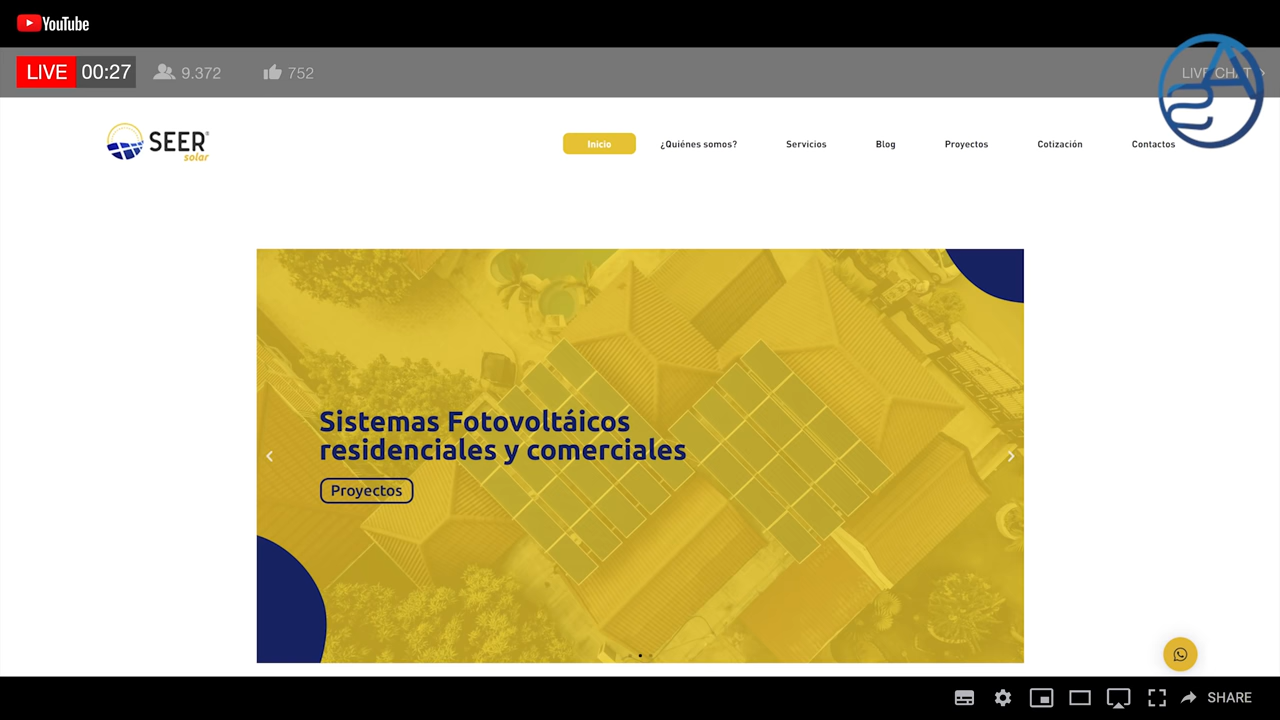 YouTube
LIVE 00:27 9.372 752 LIVE CHAT
SEER®
solar
Inicio ¿Quiénes somos? Servicios Blog Proyectos Cotización Contactos
Sistemas Fotovoltáicos
residenciales y comerciales
Proyectos
SHARE